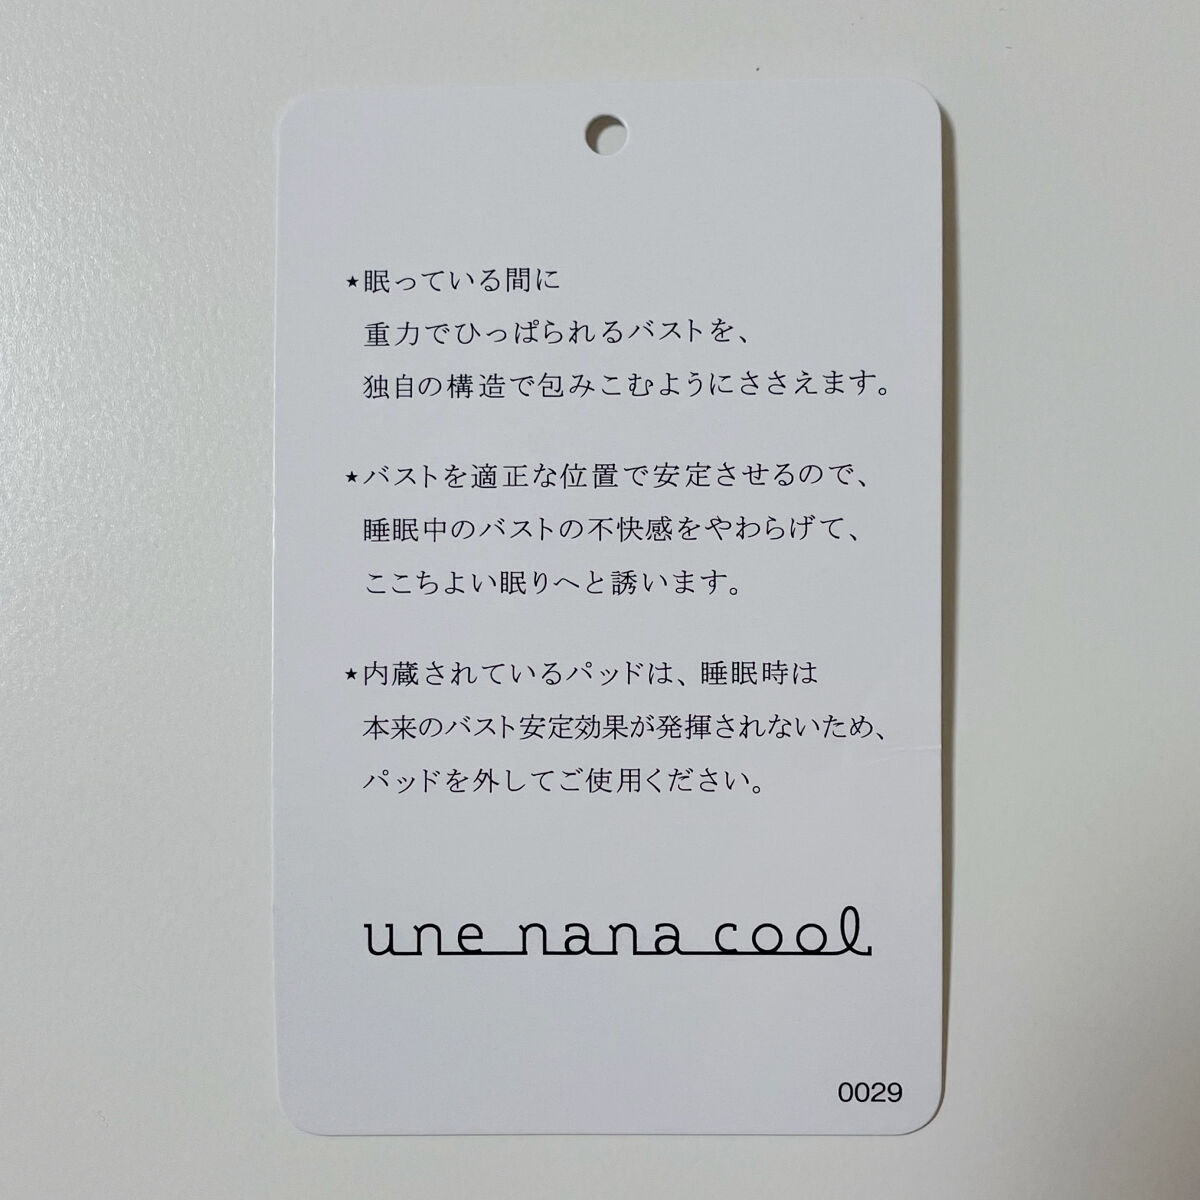 ★眠っている間に
重力でひっぱられるバストを、
独自の構造で包みこむようにささえます。
★バストを適正な位置で安定させるので、
睡眠中のバストの不快感をやわらげて、
ここちよい眠りへと誘います。
★内蔵されているパッドは、睡眠時は
本来のバスト安定効果が発揮されないため、
パッドを外してご使用ください。
une nana cool
0029